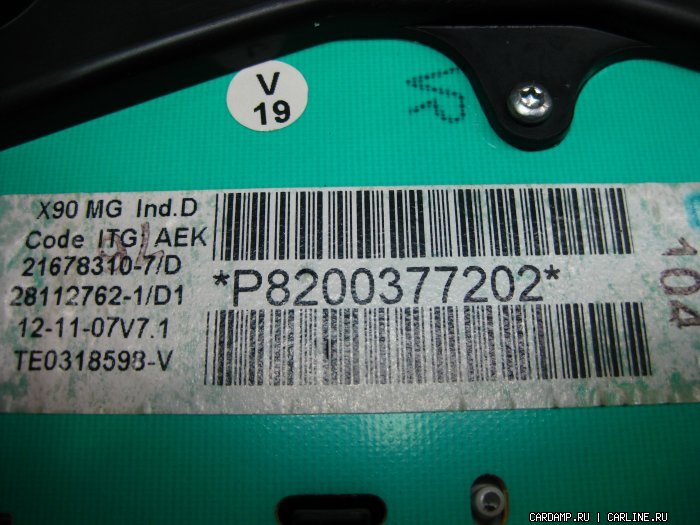 V
19
VR
X90 MG Ind.D
Code ITG AEK
21678310-7/D
28112762-1/D1
12-11-07V7.1
TE0318598-V
*P8200377202*
104
CARDAMP.RU | CARLINE.RU